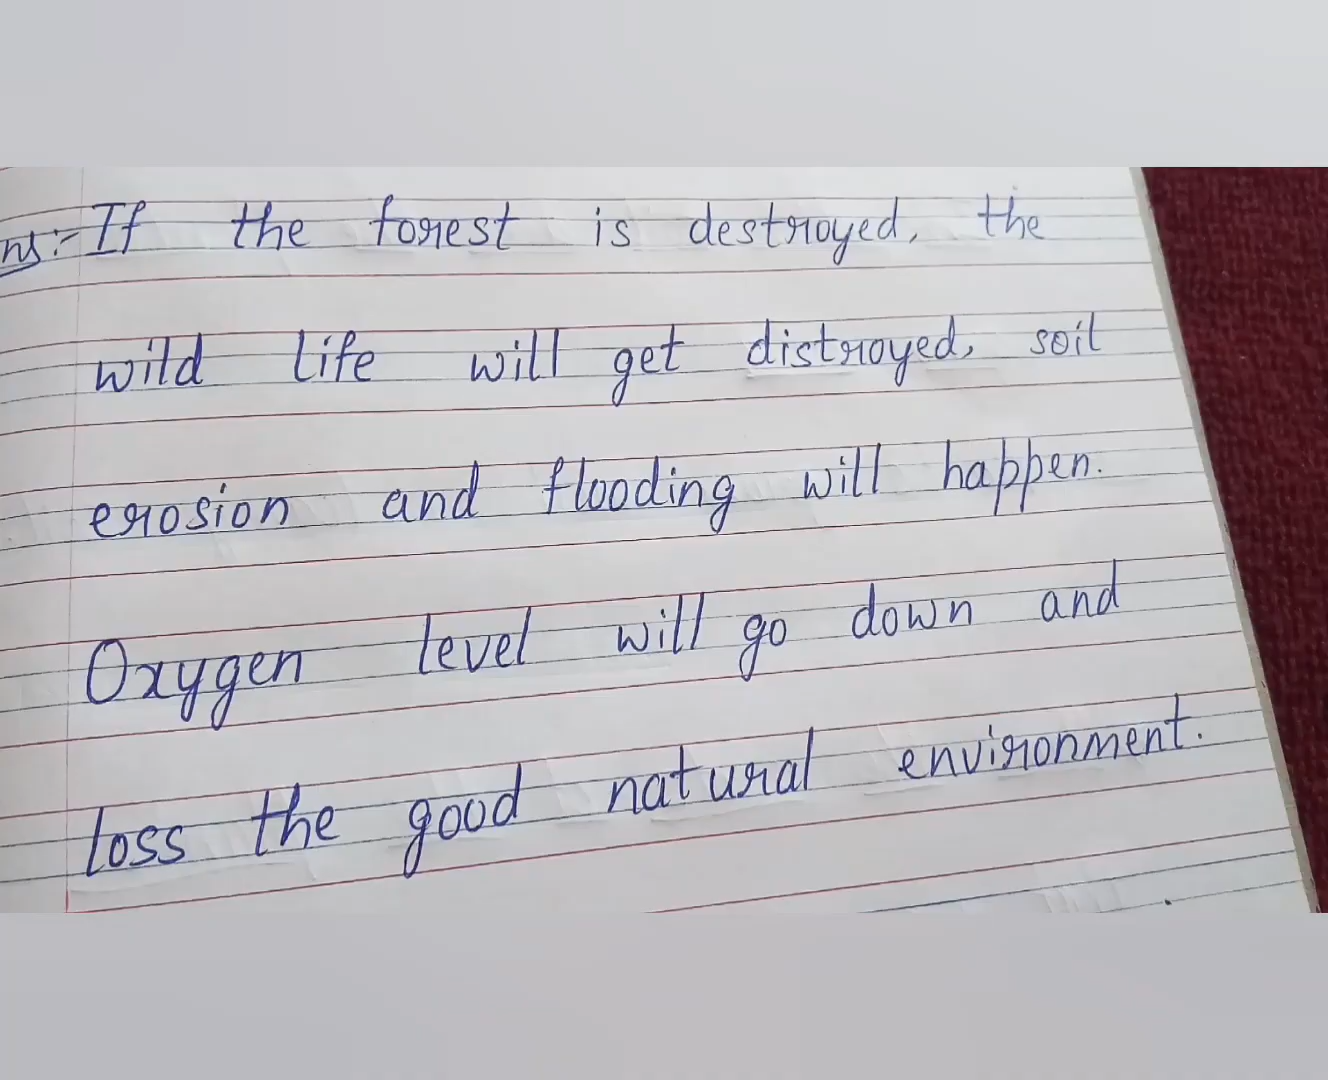 ns:- If the forest is destroyed, the
wild life will get distroyed, soil
erosion and flooding will happen.
Oxygen level will go down and
loss the good natural environment.